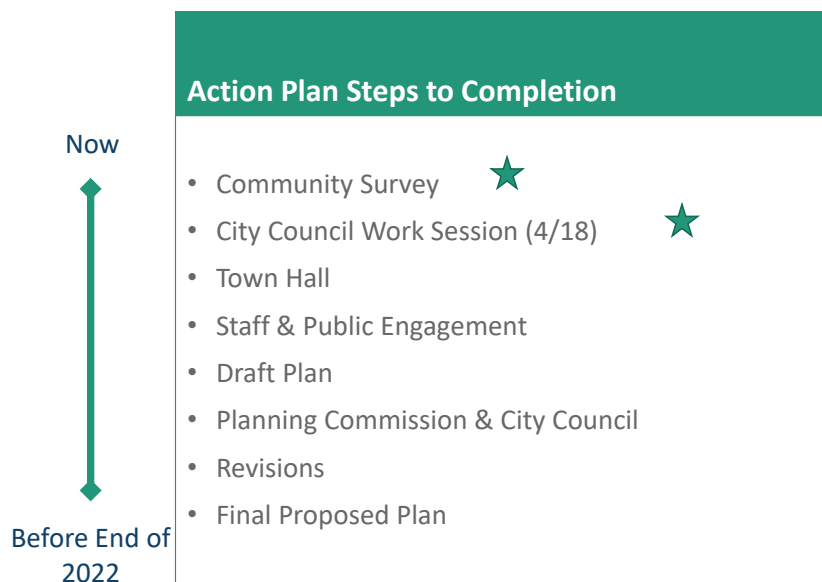 Action Plan Steps to Completion
Now
• Community Survey
• City Council Work Session (4/18)
• Town Hall
• Staff & Public Engagement
• Draft Plan
• Planning Commission & City Council
• Revisions
• Final Proposed Plan
Before End of
2022